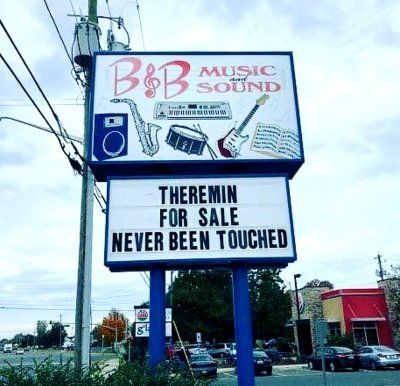 B&B MUSIC
and
SOUND
THEREMIN
FOR SALE
NEVER BEEN TOUCHED